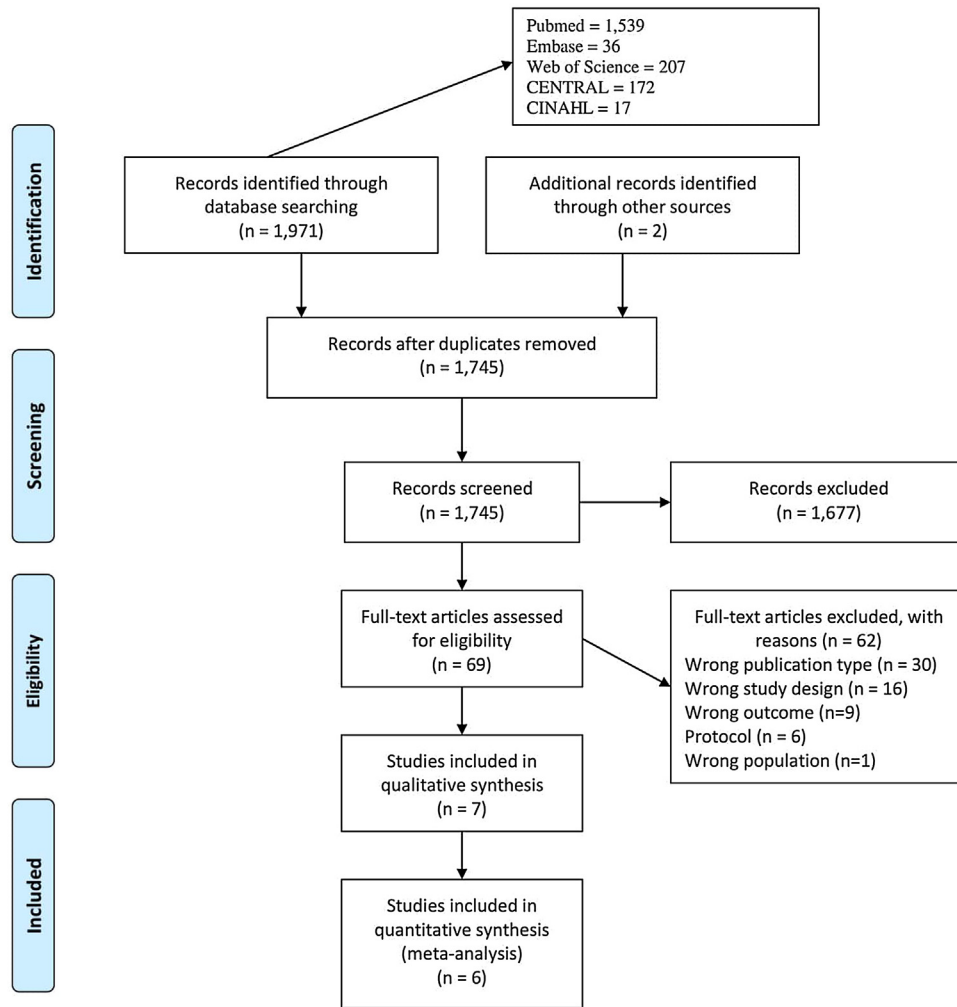 Pubmed = 1,539
Embase = 36
Web of Science = 207
CENTRAL = 172
CINAHL = 17
Identification
Records identified through
database searching
(n = 1,971)
Additional records identified
through other sources
(n = 2)
Records after duplicates removed
(n = 1,745)
Screening
Records screened
(n = 1,745)
Records excluded
(n = 1,677)
Eligibility
Full-text articles assessed
for eligibility
(n = 69)
Full-text articles excluded, with
reasons (n = 62)
Wrong publication type (n = 30)
Wrong study design (n = 16)
Wrong outcome (n=9)
Protocol (n = 6)
Wrong population (n=1)
Studies included in
qualitative synthesis
(n = 7)
Included
Studies included in
quantitative synthesis
(meta-analysis)
(n = 6)